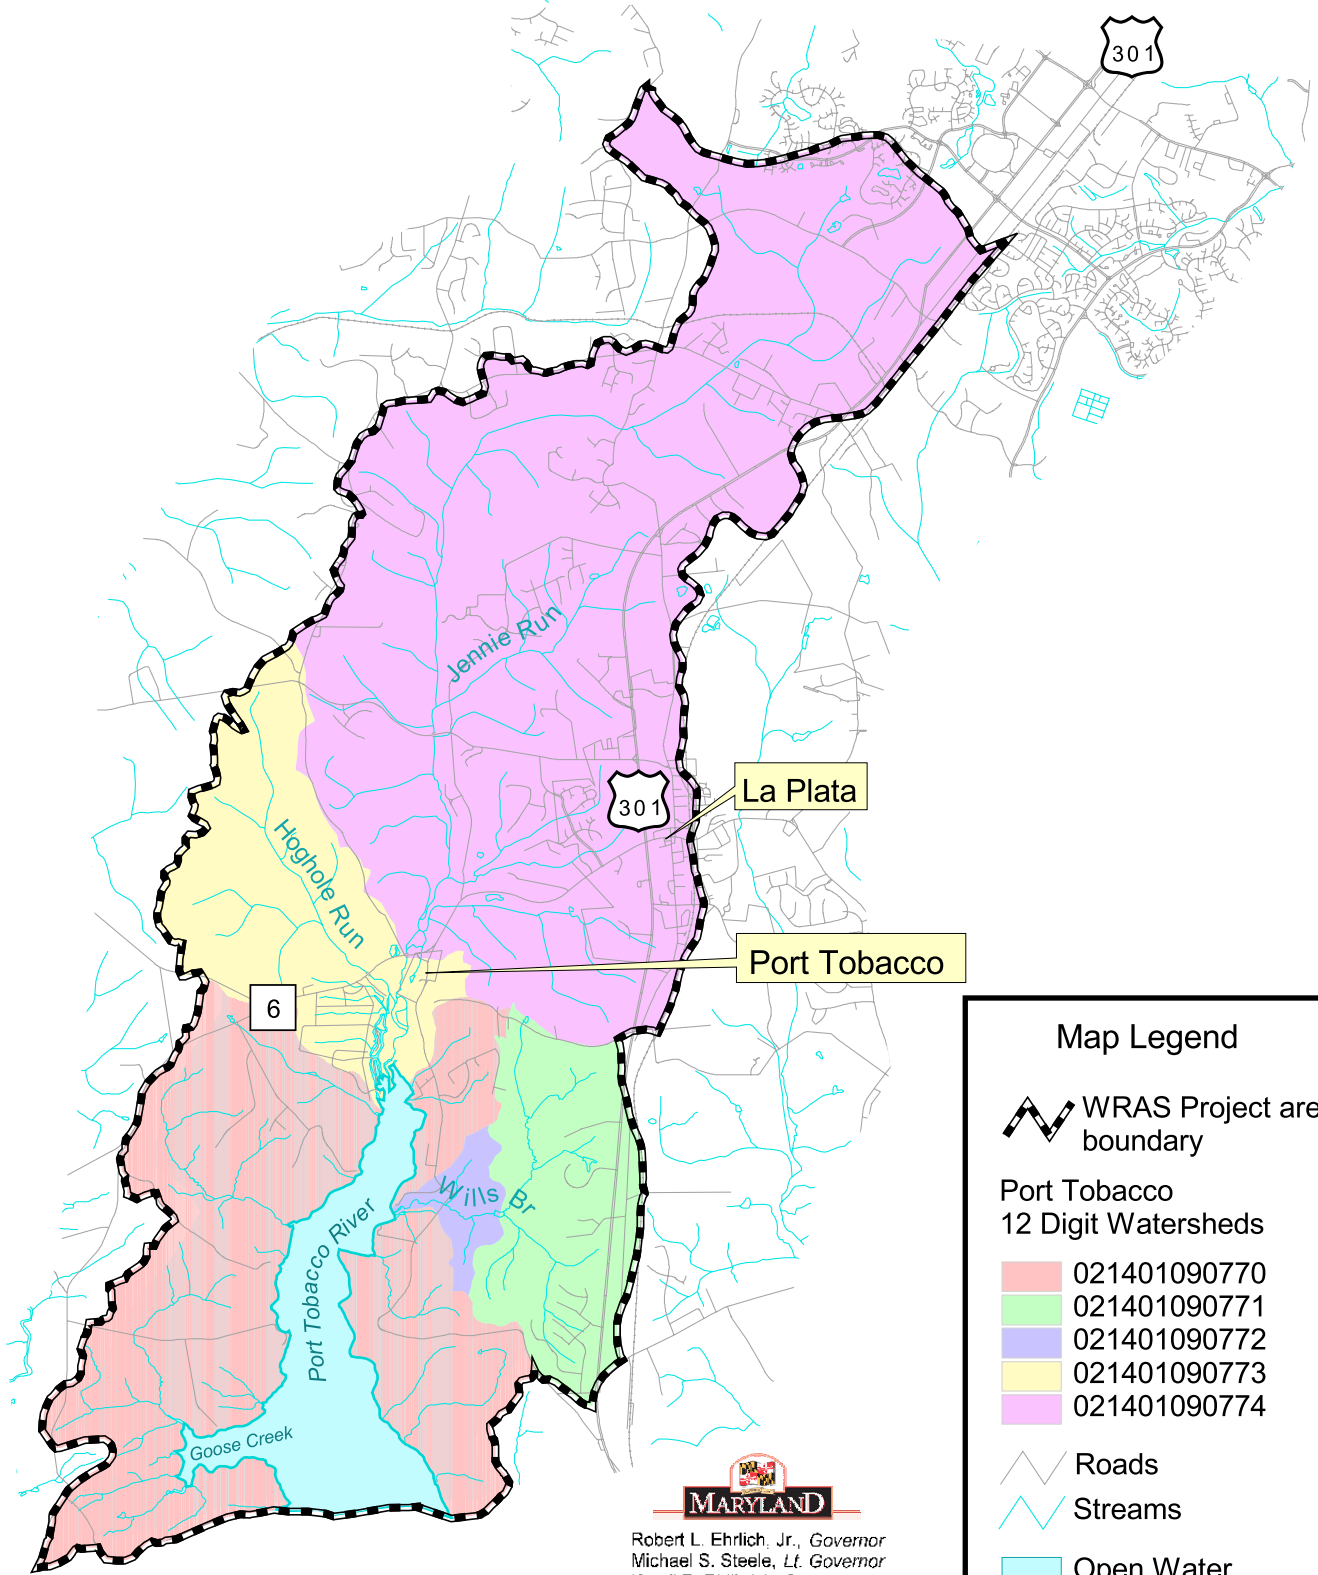 301
Jennie Run
301
La Plata
Hoghole Run
Port Tobacco
6
Wills Br
Port Tobacco River
Goose Creek
Map Legend
WRAS Project are
boundary
Port Tobacco
12 Digit Watersheds
021401090770
021401090771
021401090772
021401090773
021401090774
Roads
Streams
Open Water
MARYLAND
Robert L. Ehrlich, Jr., Governor
Michael S. Steele, Lt. Governor